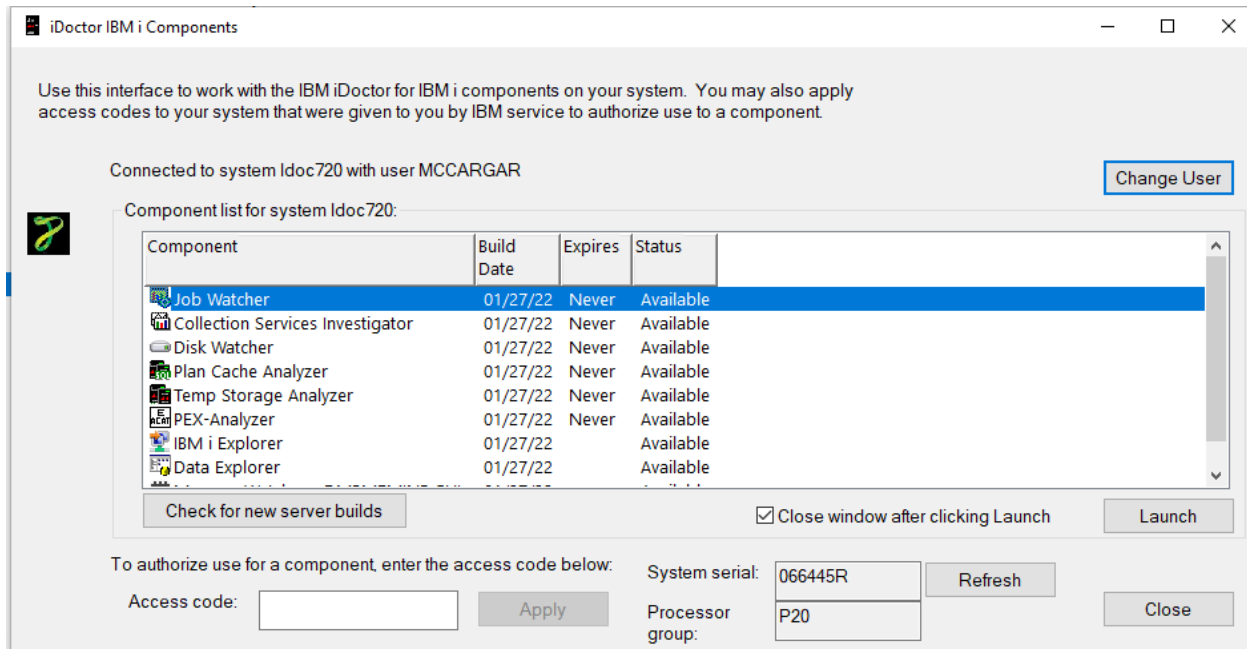 iDoctor IBM i Components
Use this interface to work with the IBM iDoctor for IBM i components on your system. You may also apply
access codes to your system that were given to you by IBM service to authorize use to a component.
Connected to system Idoc720 with user MCCARGAR
Change User
Component list for system Idoc720:
Component Build Date Expires Status
Job Watcher 01/27/22 Never Available
Collection Services Investigator 01/27/22 Never Available
Disk Watcher 01/27/22 Never Available
Plan Cache Analyzer 01/27/22 Never Available
Temp Storage Analyzer 01/27/22 Never Available
PEX-Analyzer 01/27/22 Never Available
IBM i Explorer 01/27/22 Available
Data Explorer 01/27/22 Available
Check for new server builds
Close window after clicking Launch
Launch
To authorize use for a component, enter the access code below:
System serial: 066445R
Refresh
Access code:
Apply
Processor group: P20
Close